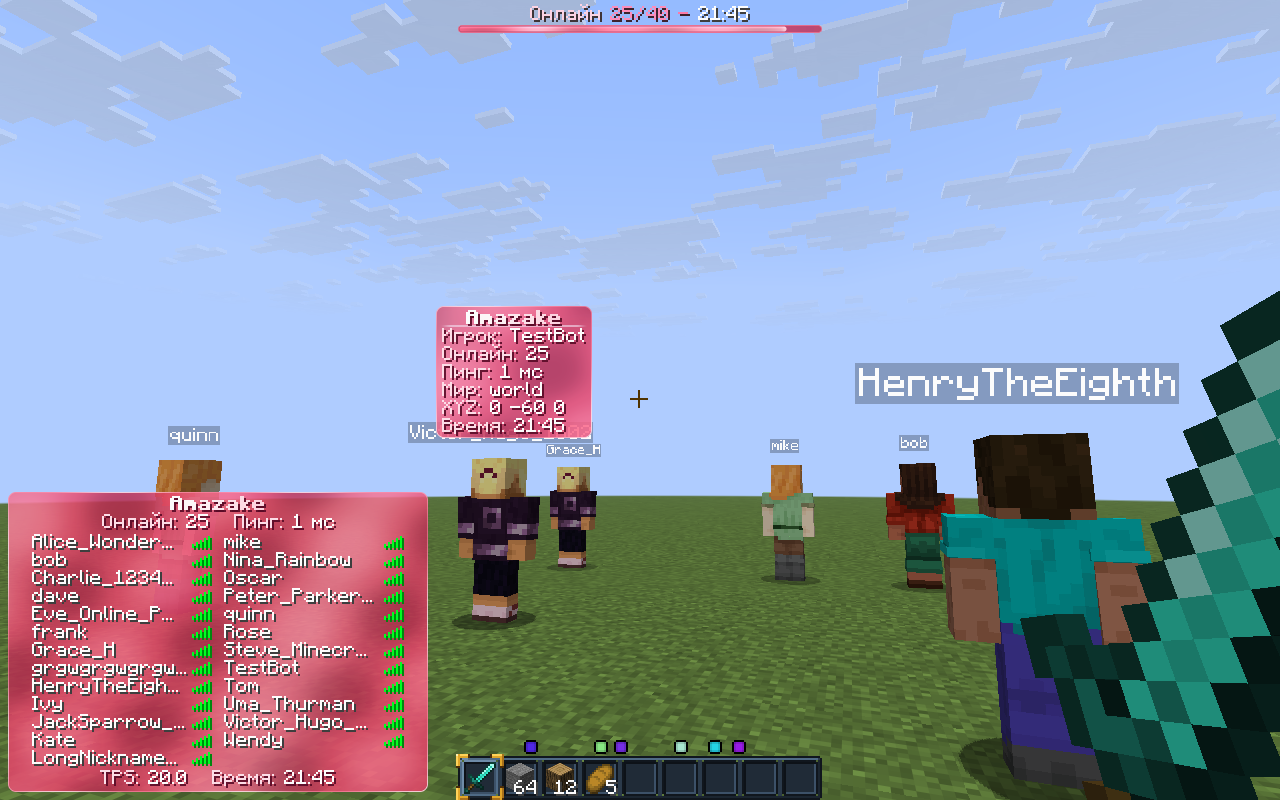 Онлайн 25/40 - 21:45
Amazake
Игрок: TestBot
Онлайн: 25
Пинг: 1 мс
Мир: world
XYZ: 0 -60 0
Время: 21:45
HenryTheEighth
quinn
Grace_H
mike
bob
Amazake
Онлайн: 25 Пинг: 1 мс
Alice_Wonder... mike
bob Nina_Rainbow
Charlie_1234... Oscar
dave Peter_Parker...
Eve_Online_P... quinn
frank Rose
Grace_H Steve_Minecr...
grgwgrgwgrgw... TestBot
HenryTheEigh... Tom
Ivy Uma_Thurman
JackSparrow_... Victor_Hugo_...
Kate Wendy
LongNickname...
TPS: 20.0 Время: 21:45
64 12 5